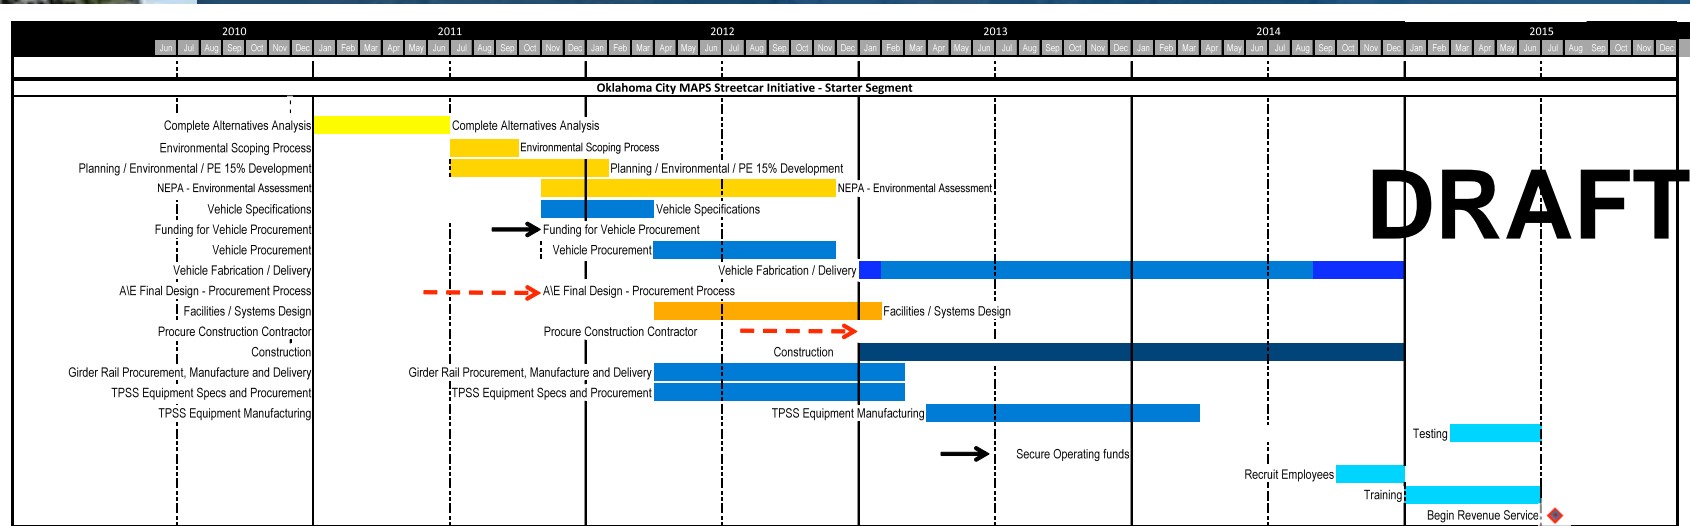 2010 2011 2012 2013 2014 2015
Jun Jul Aug Sep Oct Nov Dec Jan Feb Mar Apr May Jun Jul Aug Sep Oct Nov Dec Jan Feb Mar Apr May Jun Jul Aug Sep Oct Nov Dec Jan Feb Mar Apr May Jun Jul Aug Sep Oct Nov Dec Jan Feb Mar Apr May Jun Jul Aug Sep Oct Nov Dec Jan Feb Mar Apr May Jun Jul Aug Sep Oct Nov Dec
Oklahoma City MAPS Streetcar Initiative - Starter Segment
Complete Alternatives Analysis Complete Alternatives Analysis
Environmental Scoping Process Environmental Scoping Process
Planning / Environmental / PE 15% Development Planning / Environmental / PE 15% Development
NEPA - Environmental Assessment NEPA - Environmental Assessment
DRAFT
Vehicle Specifications Vehicle Specifications
Funding for Vehicle Procurement Funding for Vehicle Procurement
Vehicle Procurement Vehicle Procurement
Vehicle Fabrication / Delivery Vehicle Fabrication / Delivery
A\E Final Design - Procurement Process A\E Final Design - Procurement Process
Facilities / Systems Design Facilities / Systems Design
Procure Construction Contractor Procure Construction Contractor
Construction Construction
Girder Rail Procurement, Manufacture and Delivery Girder Rail Procurement, Manufacture and Delivery
TPSS Equipment Specs and Procurement TPSS Equipment Specs and Procurement
TPSS Equipment Manufacturing TPSS Equipment Manufacturing
Testing
Secure Operating funds
Recruit Employees
Training
Begin Revenue Service